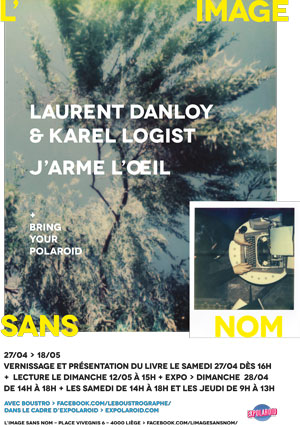 L' IMAGE
LAURENT DANLOY
& KAREL LOGIST
J'ARME L'ŒIL
+
BRING
YOUR
POLAROID
SANS NOM
27/04 > 18/05
VERNISSAGE ET PRÉSENTATION DU LIVRE LE SAMEDI 27/04 DÈS 16H
+ LECTURE LE DIMANCHE 12/05 À 15H + EXPO > DIMANCHE 28/04
DE 14H À 18H + LES SAMEDI DE 14H À 18H ET LES JEUDI DE 9H À 13H
AVEC BOUSTRO > FACEBOOK.COM/LEBOUSTROGRAPHE/
DANS LE CADRE D'EXPOLAROID > EXPOLAROID.COM
EXPOLAROID
L'IMAGE SANS NOM – PLACE VIVEGNIS 6 – 4000 LIÈGE > FACEBOOK.COM/LIMAGESANSNOM/